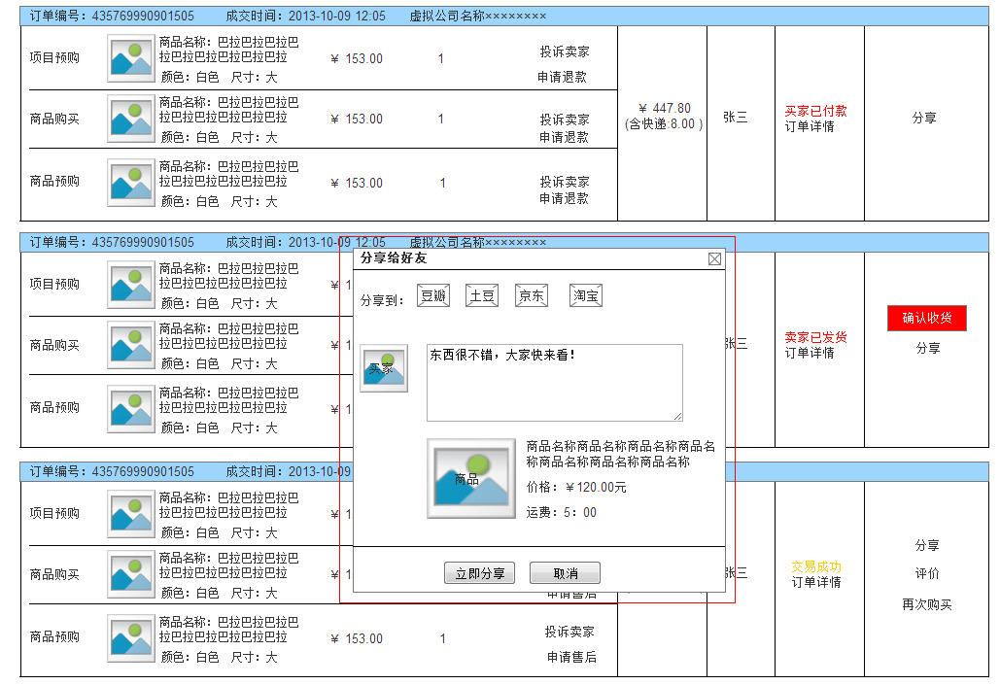 订单编号：435769990901505 成交时间：2013-10-09 12:05 虚拟公司名称××××××××
项目预购 商品名称：巴拉巴拉巴拉巴 ￥ 153.00 1 投诉卖家
拉巴拉巴拉巴拉巴拉巴拉
颜色：白色 尺寸：大 申请退款
商品购买 商品名称：巴拉巴拉巴拉巴 ￥ 153.00 1 投诉卖家
拉巴拉巴拉巴拉巴拉巴拉
颜色：白色 尺寸：大 申请退款
￥ 447.80
(含快递:8.00 )
张三
买家已付款
订单详情
分享
商品预购 商品名称：巴拉巴拉巴拉巴 ￥ 153.00 1 投诉卖家
拉巴拉巴拉巴拉巴拉巴拉
颜色：白色 尺寸：大 申请退款
订单编号：435769990901505 成交时间：2013-10-09 12:05 虚拟公司名称××××××××
项目预购 商品名称：巴拉巴拉巴拉巴 ￥ 1
拉巴拉巴拉巴拉巴拉巴拉
颜色：白色 尺寸：大
商品购买 商品名称：巴拉巴拉巴拉巴 ￥ 1
拉巴拉巴拉巴拉巴拉巴拉
颜色：白色 尺寸：大
商品预购 商品名称：巴拉巴拉巴拉巴 ￥ 1
拉巴拉巴拉巴拉巴拉巴拉
颜色：白色 尺寸：大
张三
卖家已发货
订单详情
确认收货
分享
分享给好友
分享到： 豆瓣 土豆 京东 淘宝
买家
东西很不错，大家快来看！
商品
商品名称商品名称商品名称商品名
称商品名称商品名称商品名称
价格：￥120.00元
运费：5：00
立即分享 取消
订单编号：435769990901505 成交时间：2013-10-09
项目预购 商品名称：巴拉巴拉巴拉巴 ￥ 1
拉巴拉巴拉巴拉巴拉巴拉
颜色：白色 尺寸：大
商品购买 商品名称：巴拉巴拉巴拉巴 ￥ 1
拉巴拉巴拉巴拉巴拉巴拉
颜色：白色 尺寸：大 申请售后
张三
交易成功
订单详情
分享
评价
再次购买
商品预购 商品名称：巴拉巴拉巴拉巴 ￥ 153.00 1 投诉卖家
拉巴拉巴拉巴拉巴拉巴拉
颜色：白色 尺寸：大 申请售后